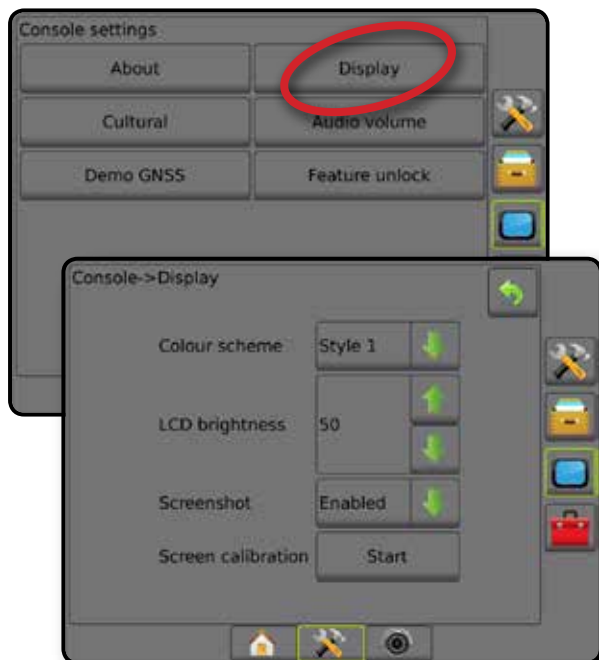 Console settings
About
Display
Cultural
Audio volume
Demo GNSS
Feature unlock
Console->Display
Colour scheme
Style 1
LCD brightness
50
Screenshot
Enabled
Screen calibration
Start